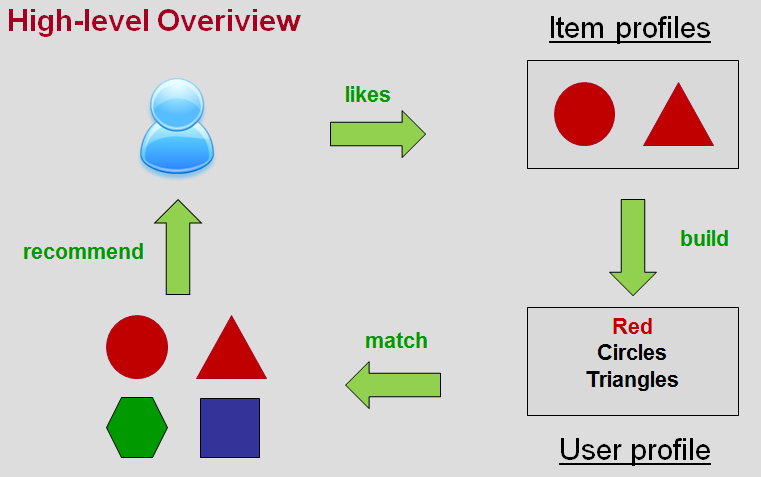 High-level Overiview
Item profiles
likes
recommend
build
Red
Circles
Triangles
match
User profile